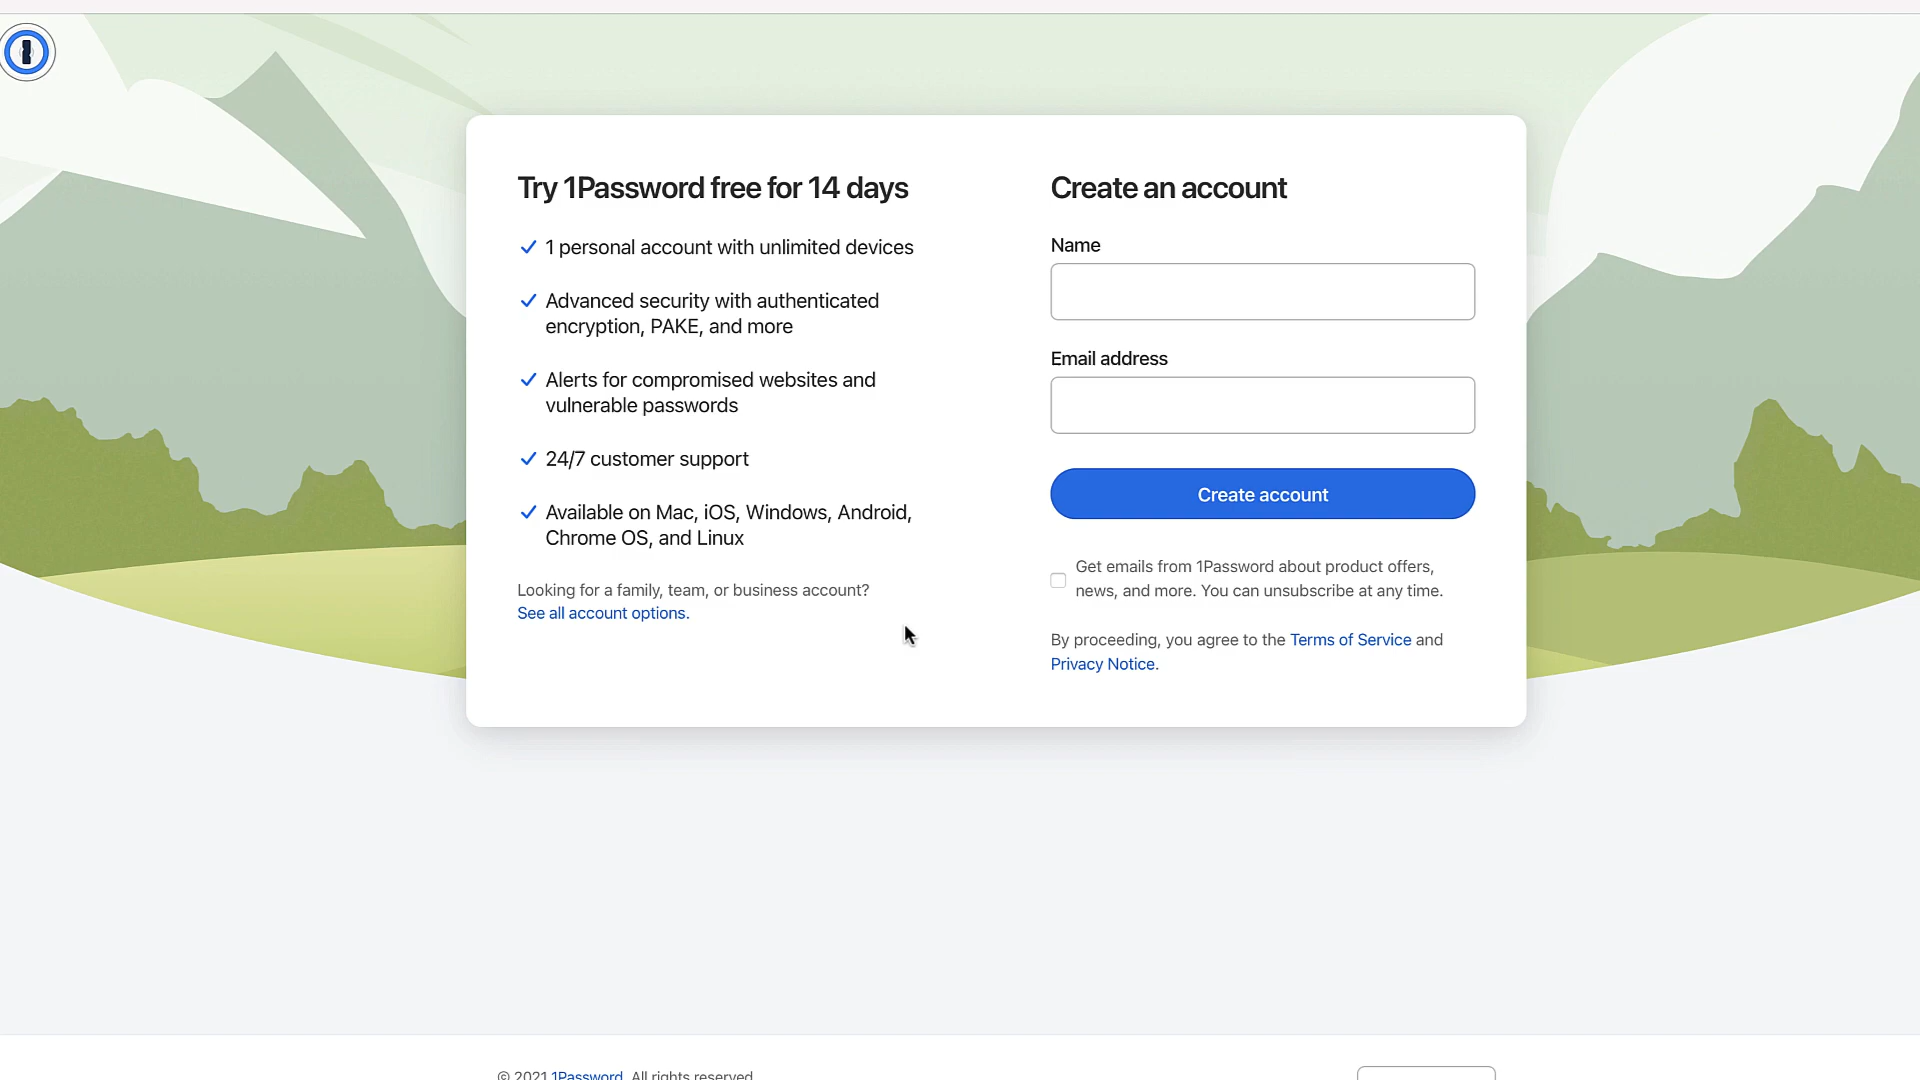 Try 1Password free for 14 days
1 personal account with unlimited devices
Advanced security with authenticated
encryption, PAKE, and more
Alerts for compromised websites and
vulnerable passwords
24/7 customer support
Available on Mac, iOS, Windows, Android,
Chrome OS, and Linux
Looking for a family, team, or business account?
See all account options.
Create an account
Name
Email address
Create account
Get emails from 1Password about product offers,
news, and more. You can unsubscribe at any time.
By proceeding, you agree to the Terms of Service and
Privacy Notice.
© 2021 1Password. All rights reserved